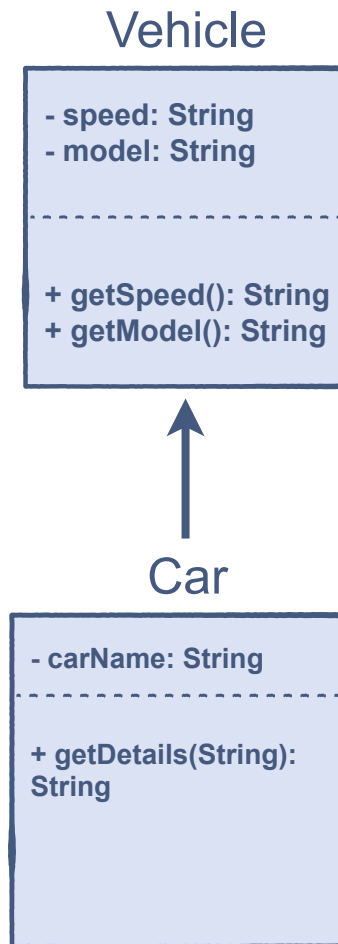 Vehicle
- speed: String
- model: String
+ getSpeed(): String
+ getModel(): String
Car
- carName: String
+ getDetails(String):
String